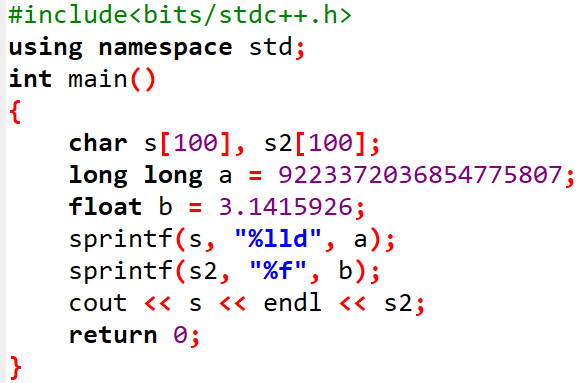 #include<bits/stdc++.h>
using namespace std;
int main()
{
    char s[100], s2[100];
    long long a = 9223372036854775807;
    float b = 3.1415926;
    sprintf(s, "%lld", a);
    sprintf(s2, "%f", b);
    cout << s << endl << s2;
    return 0;
}